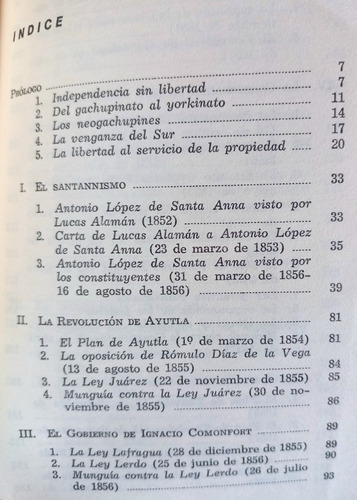 INDICE
PRÓLOGO 7
1. Independencia sin libertad 7
2. Del gachupinato al yorkinato 11
3. Los neogachupines 14
4. La venganza del Sur 17
5. La libertad al servicio de la propiedad 20
I. EL SANTANNISMO 33
1. Antonio López de Santa Anna visto por
Lucas Alamán (1852) 33
2. Carta de Lucas Alamán a Antonio López
de Santa Anna (23 de marzo de 1853) 35
3. Antonio López de Santa Anna visto por
los constituyentes (31 de marzo de 1856-
16 de agosto de 1856) 39
II. LA REVOLUCIÓN DE AYUTLA 81
1. El Plan de Ayutla (1º de marzo de 1854) 81
2. La oposición de Rómulo Díaz de la Vega
(13 de agosto de 1855) 84
3. La Ley Juárez (22 de noviembre de 1855) 85
4. Munguía contra la Ley Juárez (30 de no-
viembre de 1855) 86
III. EL GOBIERNO DE IGNACIO COMONFORT 89
1. La Ley Lafragua (28 de diciembre de 1855) 89
2. La Ley Lerdo (25 de junio de 1856) 90
3. Munguía contra la Ley Lerdo (26 de julio
de 1856) 93